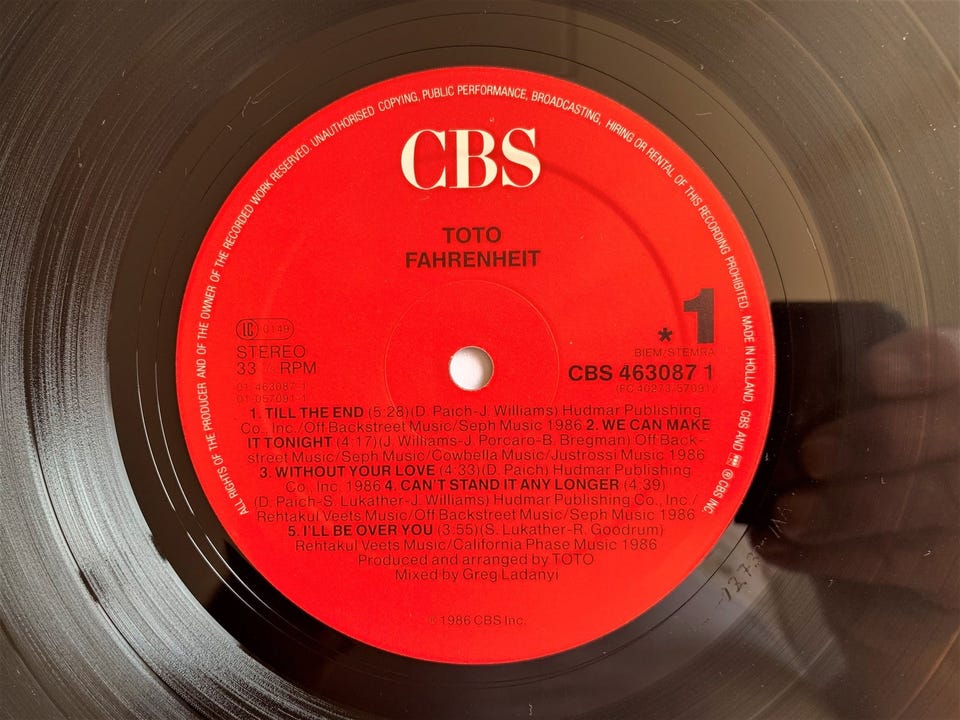 ALL RIGHTS OF THE PRODUCER AND OF THE OWNER OF THE RECORDED WORK RESERVED. UNAUTHORISED COPYING, PUBLIC PERFORMANCE, BROADCASTING, HIRING OR RENTAL OF THIS RECORDING PROHIBITED. MADE IN HOLLAND. CBS AND ℗ CBS INC.
CBS
TOTO
FAHRENHEIT
LC 0149
STEREO
33 RPM
01-463087-1
01-057091-1
1
*
BIEM/STEMRA
CBS 463087 1
(FC 40273-57091)
1. TILL THE END (5:28)(D. Paich-J. Williams) Hudmar Publishing
Co., Inc./Off Backstreet Music/Seph Music 1986 2. WE CAN MAKE
IT TONIGHT (4:17)(J. Williams-J. Porcaro-B. Bregman) Off Back-
street Music/Seph Music/Cowbella Music/Justrossi Music 1986
3. WITHOUT YOUR LOVE (4:33)(D. Paich) Hudmar Publishing
Co., Inc. 1986 4. CAN'T STAND IT ANY LONGER (4:39)
(D. Paich-S. Lukather-J. Williams) Hudmar Publishing Co., Inc./
Rehtakul Veets Music/Off Backstreet Music/Seph Music 1986
5. I'LL BE OVER YOU (3:55)(S. Lukather-R. Goodrum)
Rehtakul Veets Music/California Phase Music 1986
Produced and arranged by TOTO
Mixed by Greg Ladanyi
℗ 1986 CBS Inc.